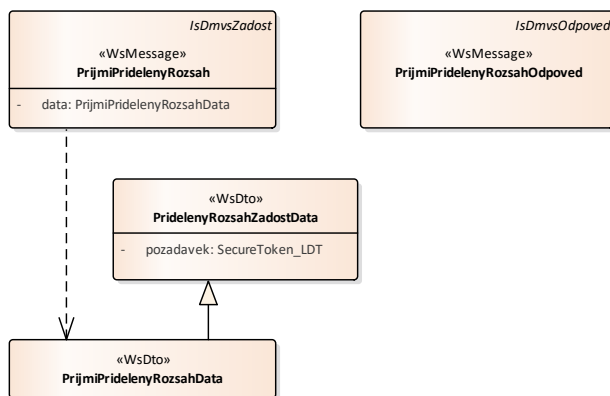 IsDmvsZadost
«WsMessage»
PrijmiPridelenyRozsah
- data: PrijmiPridelenyRozsahData
IsDmvsOdpoved
«WsMessage»
PrijmiPridelenyRozsahOdpoved
«WsDto»
PridelenyRozsahZadostData
- pozadavek: SecureToken_LDT
«WsDto»
PrijmiPridelenyRozsahData